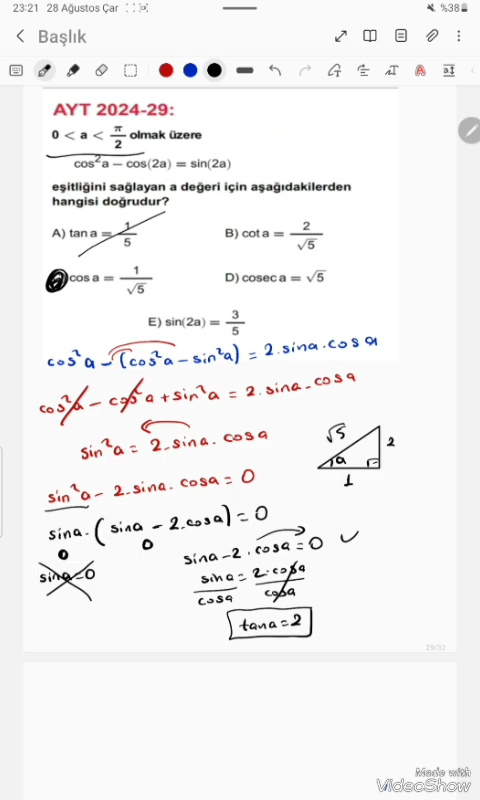 23:21 28 Ağustos Çar %38
Başlık
AYT 2024-29:
0 < a < π/2 olmak üzere
cos²a − cos(2a) = sin(2a)
eşitliğini sağlayan a değeri için aşağıdakilerden
hangisi doğrudur?
A) tan a = 1/5 B) cot a = 2/√5
cos a = 1/√5 D) cosec a = √5
E) sin(2a) = 3/5
cos²a − (cos²a − sin²a) = 2.sina.cosa
cos²a − cos²a + sin²a = 2.sina.cosa
sin²a = 2.sina.cosa
√5 2
a
1
sin²a − 2.sina.cosa = 0
sina.(sina − 2.cosa) = 0
0 0
sina=0
sina−2.cosa=0
sina/cosa = 2.cosa/cosa
tana=2
29/32
Made with
VideoShow